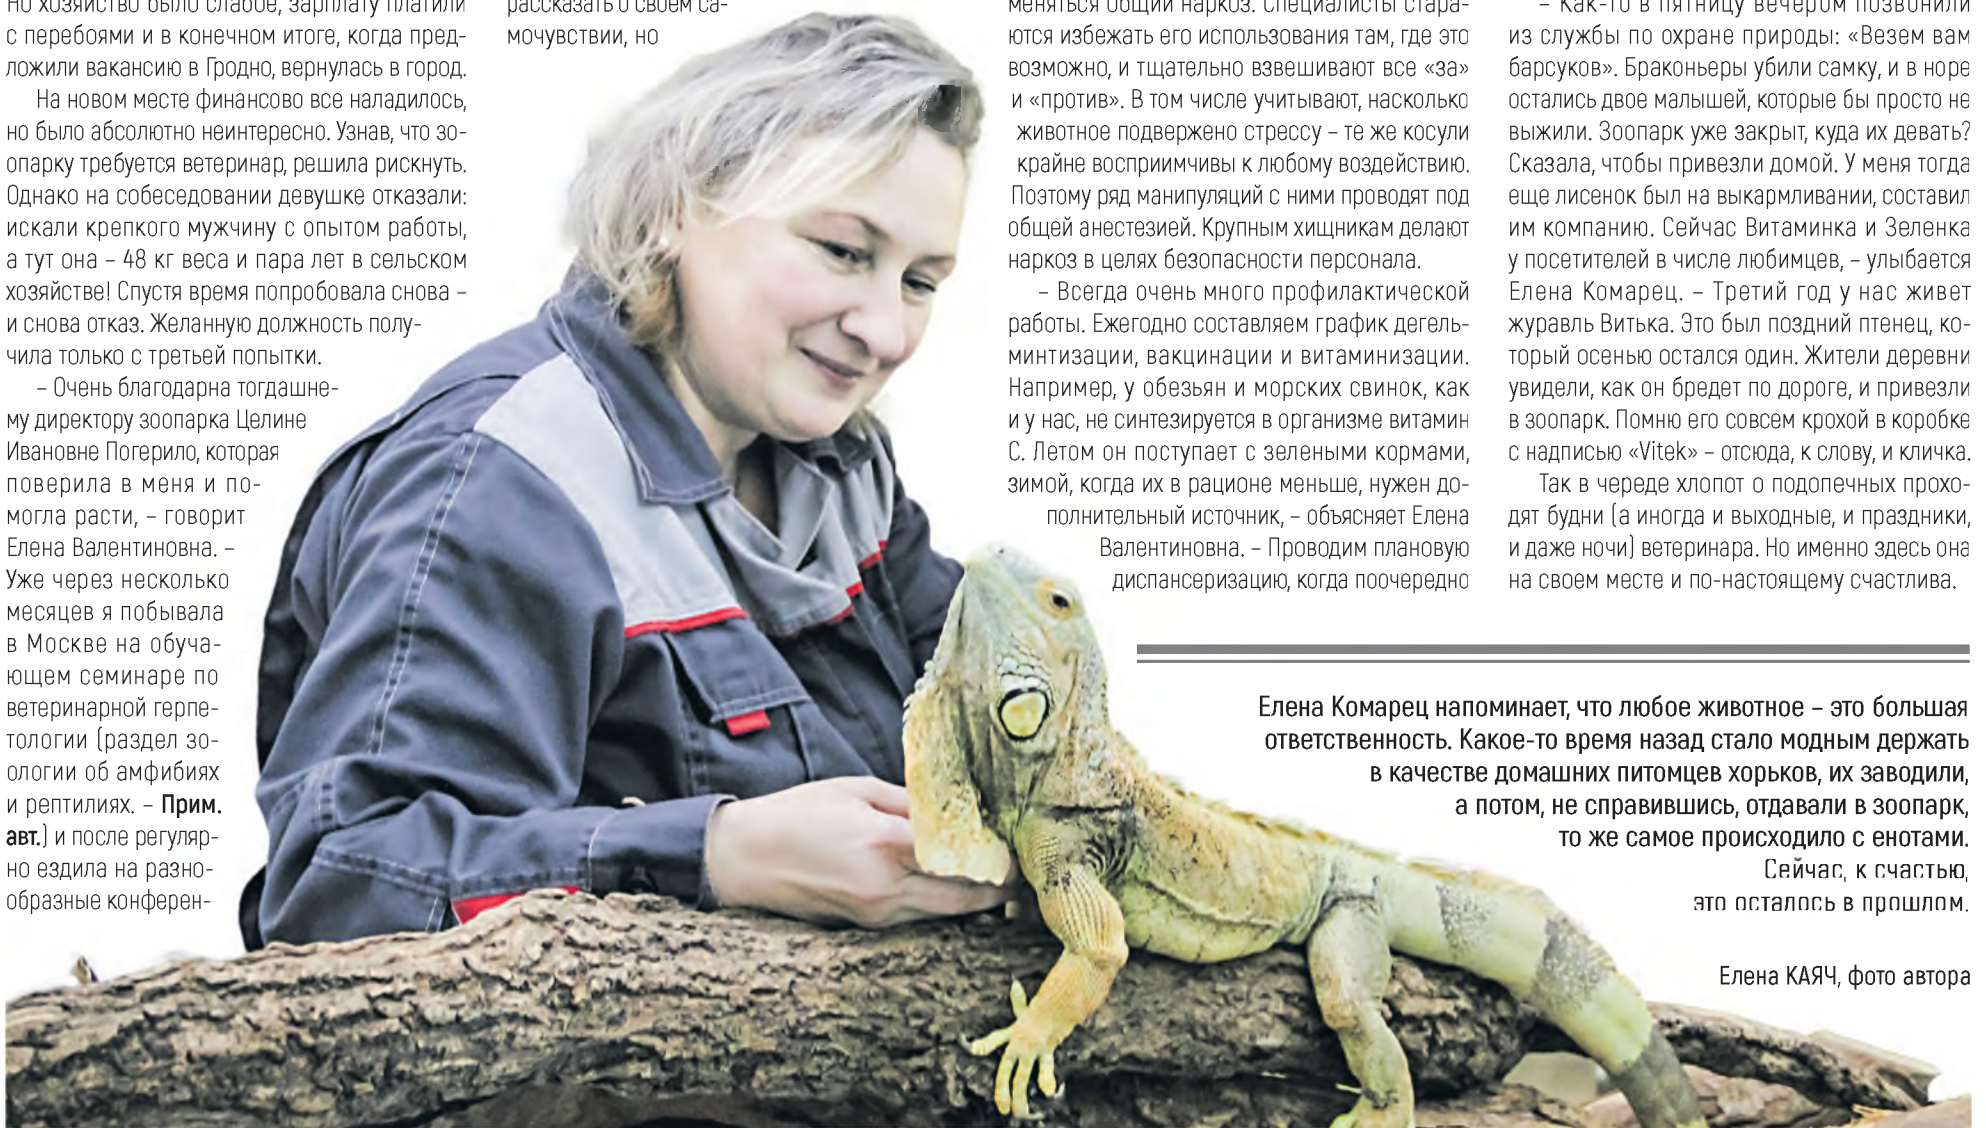 но хозяйство было слабое, зарплату платили
с перебоями и в конечном итоге, когда пред-
ложили вакансию в Гродно, вернулась в город.
На новом месте финансово все наладилось,
но было абсолютно неинтересно. Узнав, что зо-
опарку требуется ветеринар, решила рискнуть.
Однако на собеседовании девушке отказали:
искали крепкого мужчину с опытом работы,
а тут она – 48 кг веса и пара лет в сельском
хозяйстве! Спустя время попробовала снова –
и снова отказ. Желанную должность полу-
чила только с третьей попытки.
– Очень благодарна тогдашне-
му директору зоопарка Целине
Ивановне Погерило, которая
поверила в меня и по-
могла расти, – говорит
Елена Валентиновна. –
Уже через несколько
месяцев я побывала
в Москве на обуча-
ющем семинаре по
ветеринарной герпе-
тологии (раздел зо-
ологии об амфибиях
и рептилиях. – Прим.
авт.) и после регуляр-
но ездила на разно-
образные конферен-
рассказать о своем са-
мочувствии, но
меняться общий наркоз. Специалисты стара-
ются избежать его использования там, где это
возможно, и тщательно взвешивают все «за»
и «против». В том числе учитывают, насколько
животное подвержено стрессу – те же косули
крайне восприимчивы к любому воздействию.
Поэтому ряд манипуляций с ними проводят под
общей анестезией. Крупным хищникам делают
наркоз в целях безопасности персонала.
– Всегда очень много профилактической
работы. Ежегодно составляем график дегель-
минтизации, вакцинации и витаминизации.
Например, у обезьян и морских свинок, как
и у нас, не синтезируется в организме витамин
С. Летом он поступает с зелеными кормами,
зимой, когда их в рационе меньше, нужен до-
полнительный источник, – объясняет Елена
Валентиновна. – Проводим плановую
диспансеризацию, когда поочередно
– Как-то в пятницу вечером позвонили
из службы по охране природы: «Везем вам
барсуков». Браконьеры убили самку, и в норе
остались двое малышей, которые бы просто не
выжили. Зоопарк уже закрыт, куда их девать?
Сказала, чтобы привезли домой. У меня тогда
еще лисенок был на выкармливании, составил
им компанию. Сейчас Витаминка и Зеленка
у посетителей в числе любимцев, – улыбается
Елена Комарец. – Третий год у нас живет
журавль Витька. Это был поздний птенец, ко-
торый осенью остался один. Жители деревни
увидели, как он бредет по дороге, и привезли
в зоопарк. Помню его совсем крохой в коробке
с надписью «Vitek» – отсюда, к слову, и кличка.
Так в череде хлопот о подопечных прохо-
дят будни (а иногда и выходные, и праздники,
и даже ночи) ветеринара. Но именно здесь она
на своем месте и по-настоящему счастлива.
Елена Комарец напоминает, что любое животное – это большая
ответственность. Какое-то время назад стало модным держать
в качестве домашних питомцев хорьков, их заводили,
а потом, не справившись, отдавали в зоопарк,
то же самое происходило с енотами.
Сейчас, к счастью,
это осталось в прошлом.
Елена КАЯЧ, фото автора